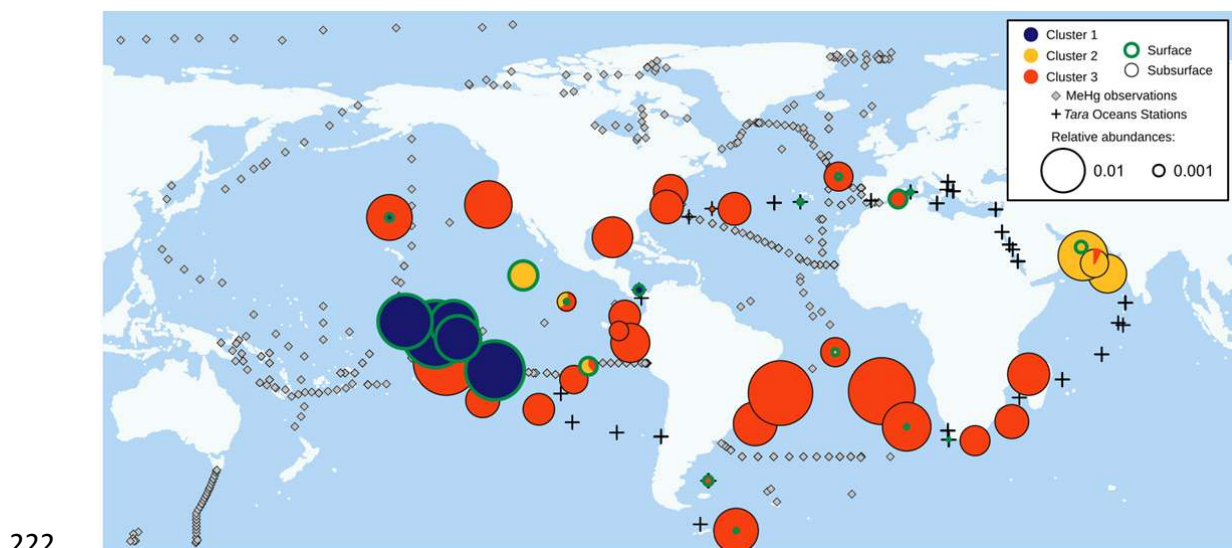 Cluster 1
Cluster 2
Cluster 3
Surface
Subsurface
MeHg observations
Tara Oceans Stations
Relative abundances:
0.01
0.001
222